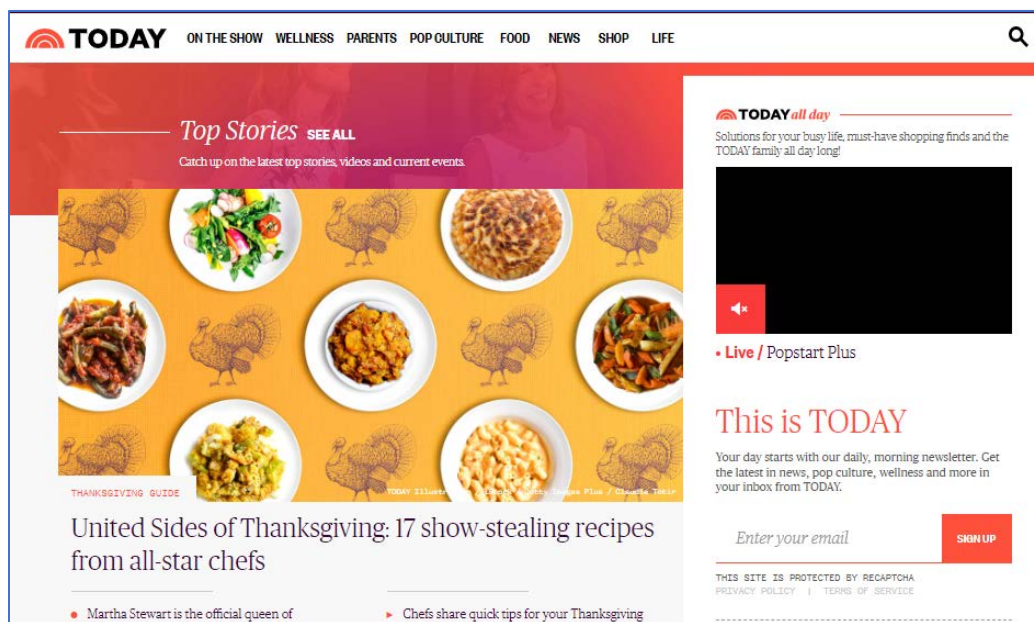 TODAY
ON THE SHOW WELLNESS PARENTS POP CULTURE FOOD NEWS SHOP LIFE
Top Stories SEE ALL
Catch up on the latest top stories, videos and current events.
THANKSGIVING GUIDE
United Sides of Thanksgiving: 17 show-stealing recipes
from all-star chefs
Martha Stewart is the official queen of
Chefs share quick tips for your Thanksgiving
TODAY all day
Solutions for your busy life, must-have shopping finds and the
TODAY family all day long!
• Live / Popstart Plus
This is TODAY
Your day starts with our daily, morning newsletter. Get
the latest in news, pop culture, wellness and more in
your inbox from TODAY.
Enter your email
SIGN UP
THIS SITE IS PROTECTED BY RECAPTCHA
PRIVACY POLICY | TERMS OF SERVICE